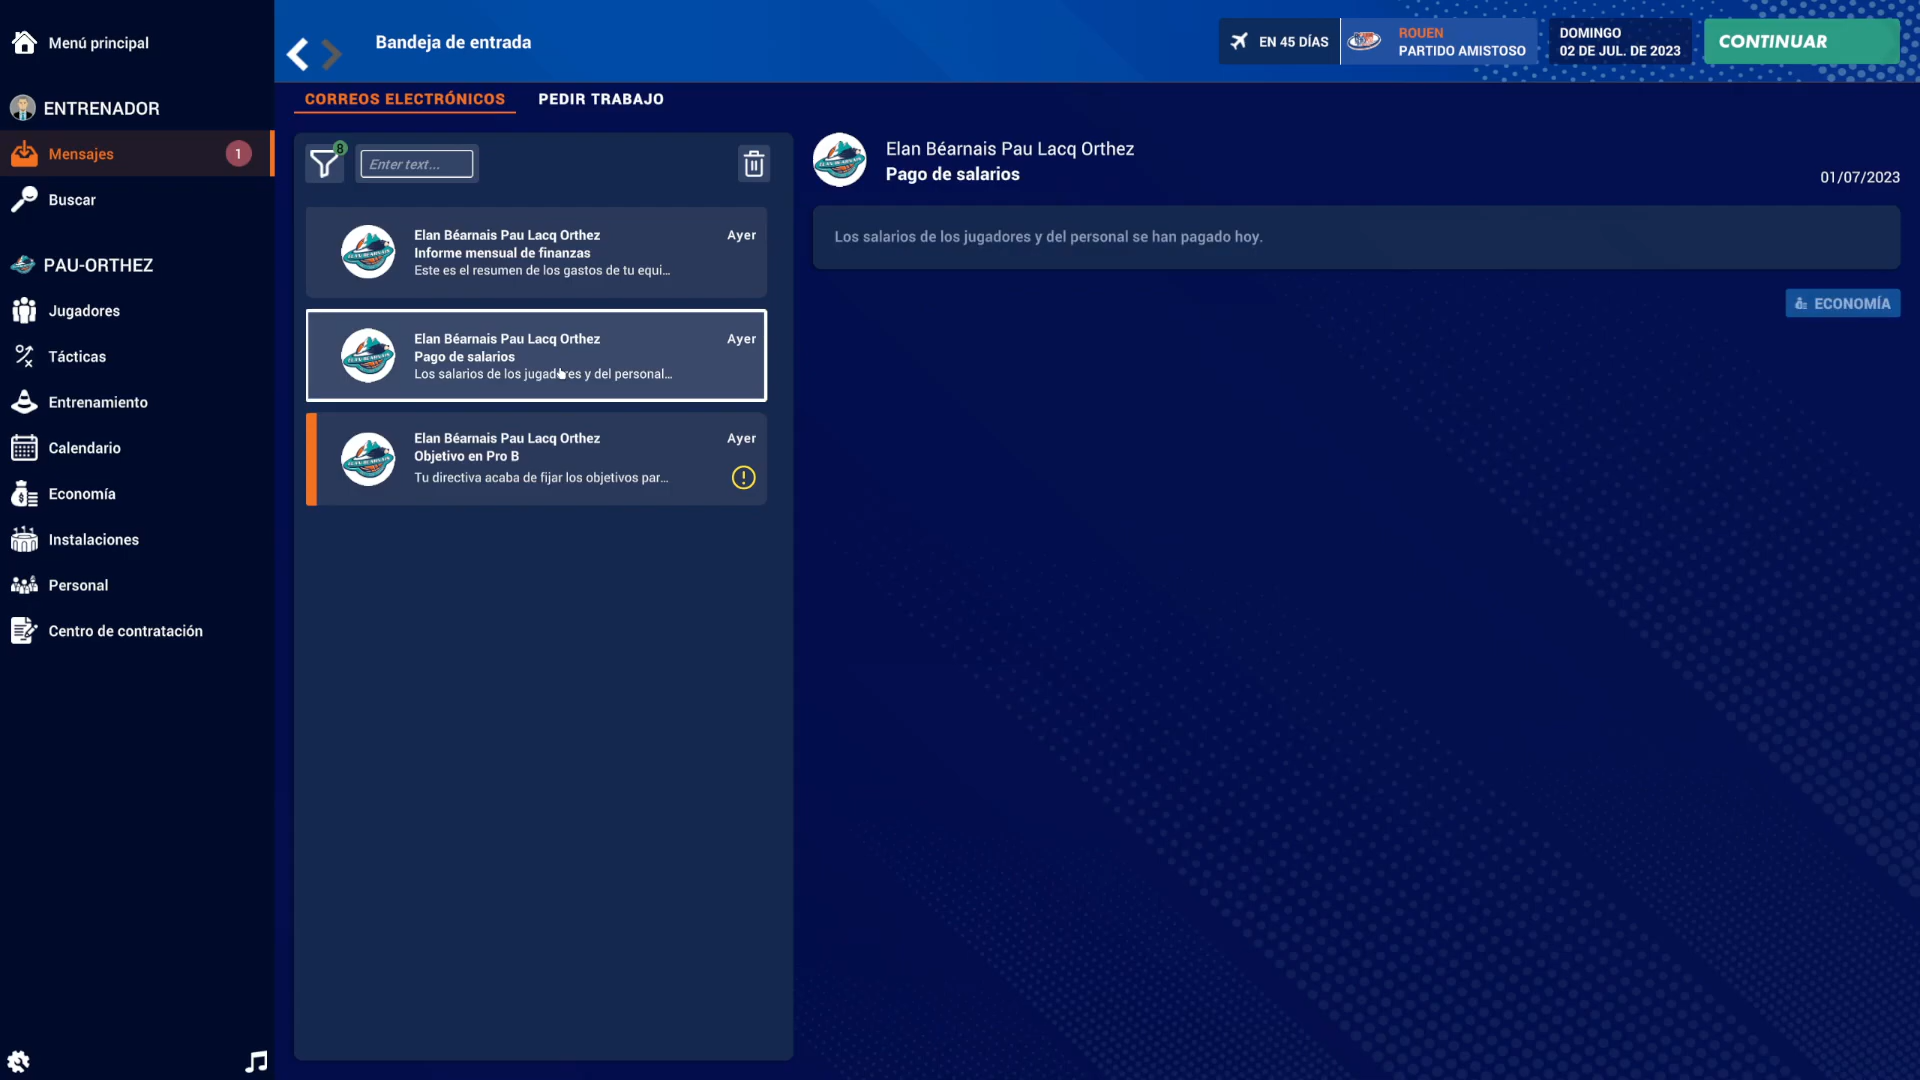 Menú principal
ENTRENADOR
Mensajes
1
Buscar
PAU-ORTHEZ
Jugadores
Tácticas
Entrenamiento
Calendario
Economía
Instalaciones
Personal
Centro de contratación
Bandeja de entrada
EN 45 DÍAS
ROUEN
PARTIDO AMISTOSO
DOMINGO
02 DE JUL. DE 2023
CONTINUAR
CORREOS ELECTRÓNICOS
PEDIR TRABAJO
8
Enter text...
Elan Béarnais Pau Lacq Orthez
Ayer
Informe mensual de finanzas
Este es el resumen de los gastos de tu equi...
Elan Béarnais Pau Lacq Orthez
Ayer
Pago de salarios
Los salarios de los jugadores y del personal...
Elan Béarnais Pau Lacq Orthez
Ayer
Objetivo en Pro B
Tu directiva acaba de fijar los objetivos par...
Elan Béarnais Pau Lacq Orthez
Pago de salarios
01/07/2023
Los salarios de los jugadores y del personal se han pagado hoy.
ECONOMÍA